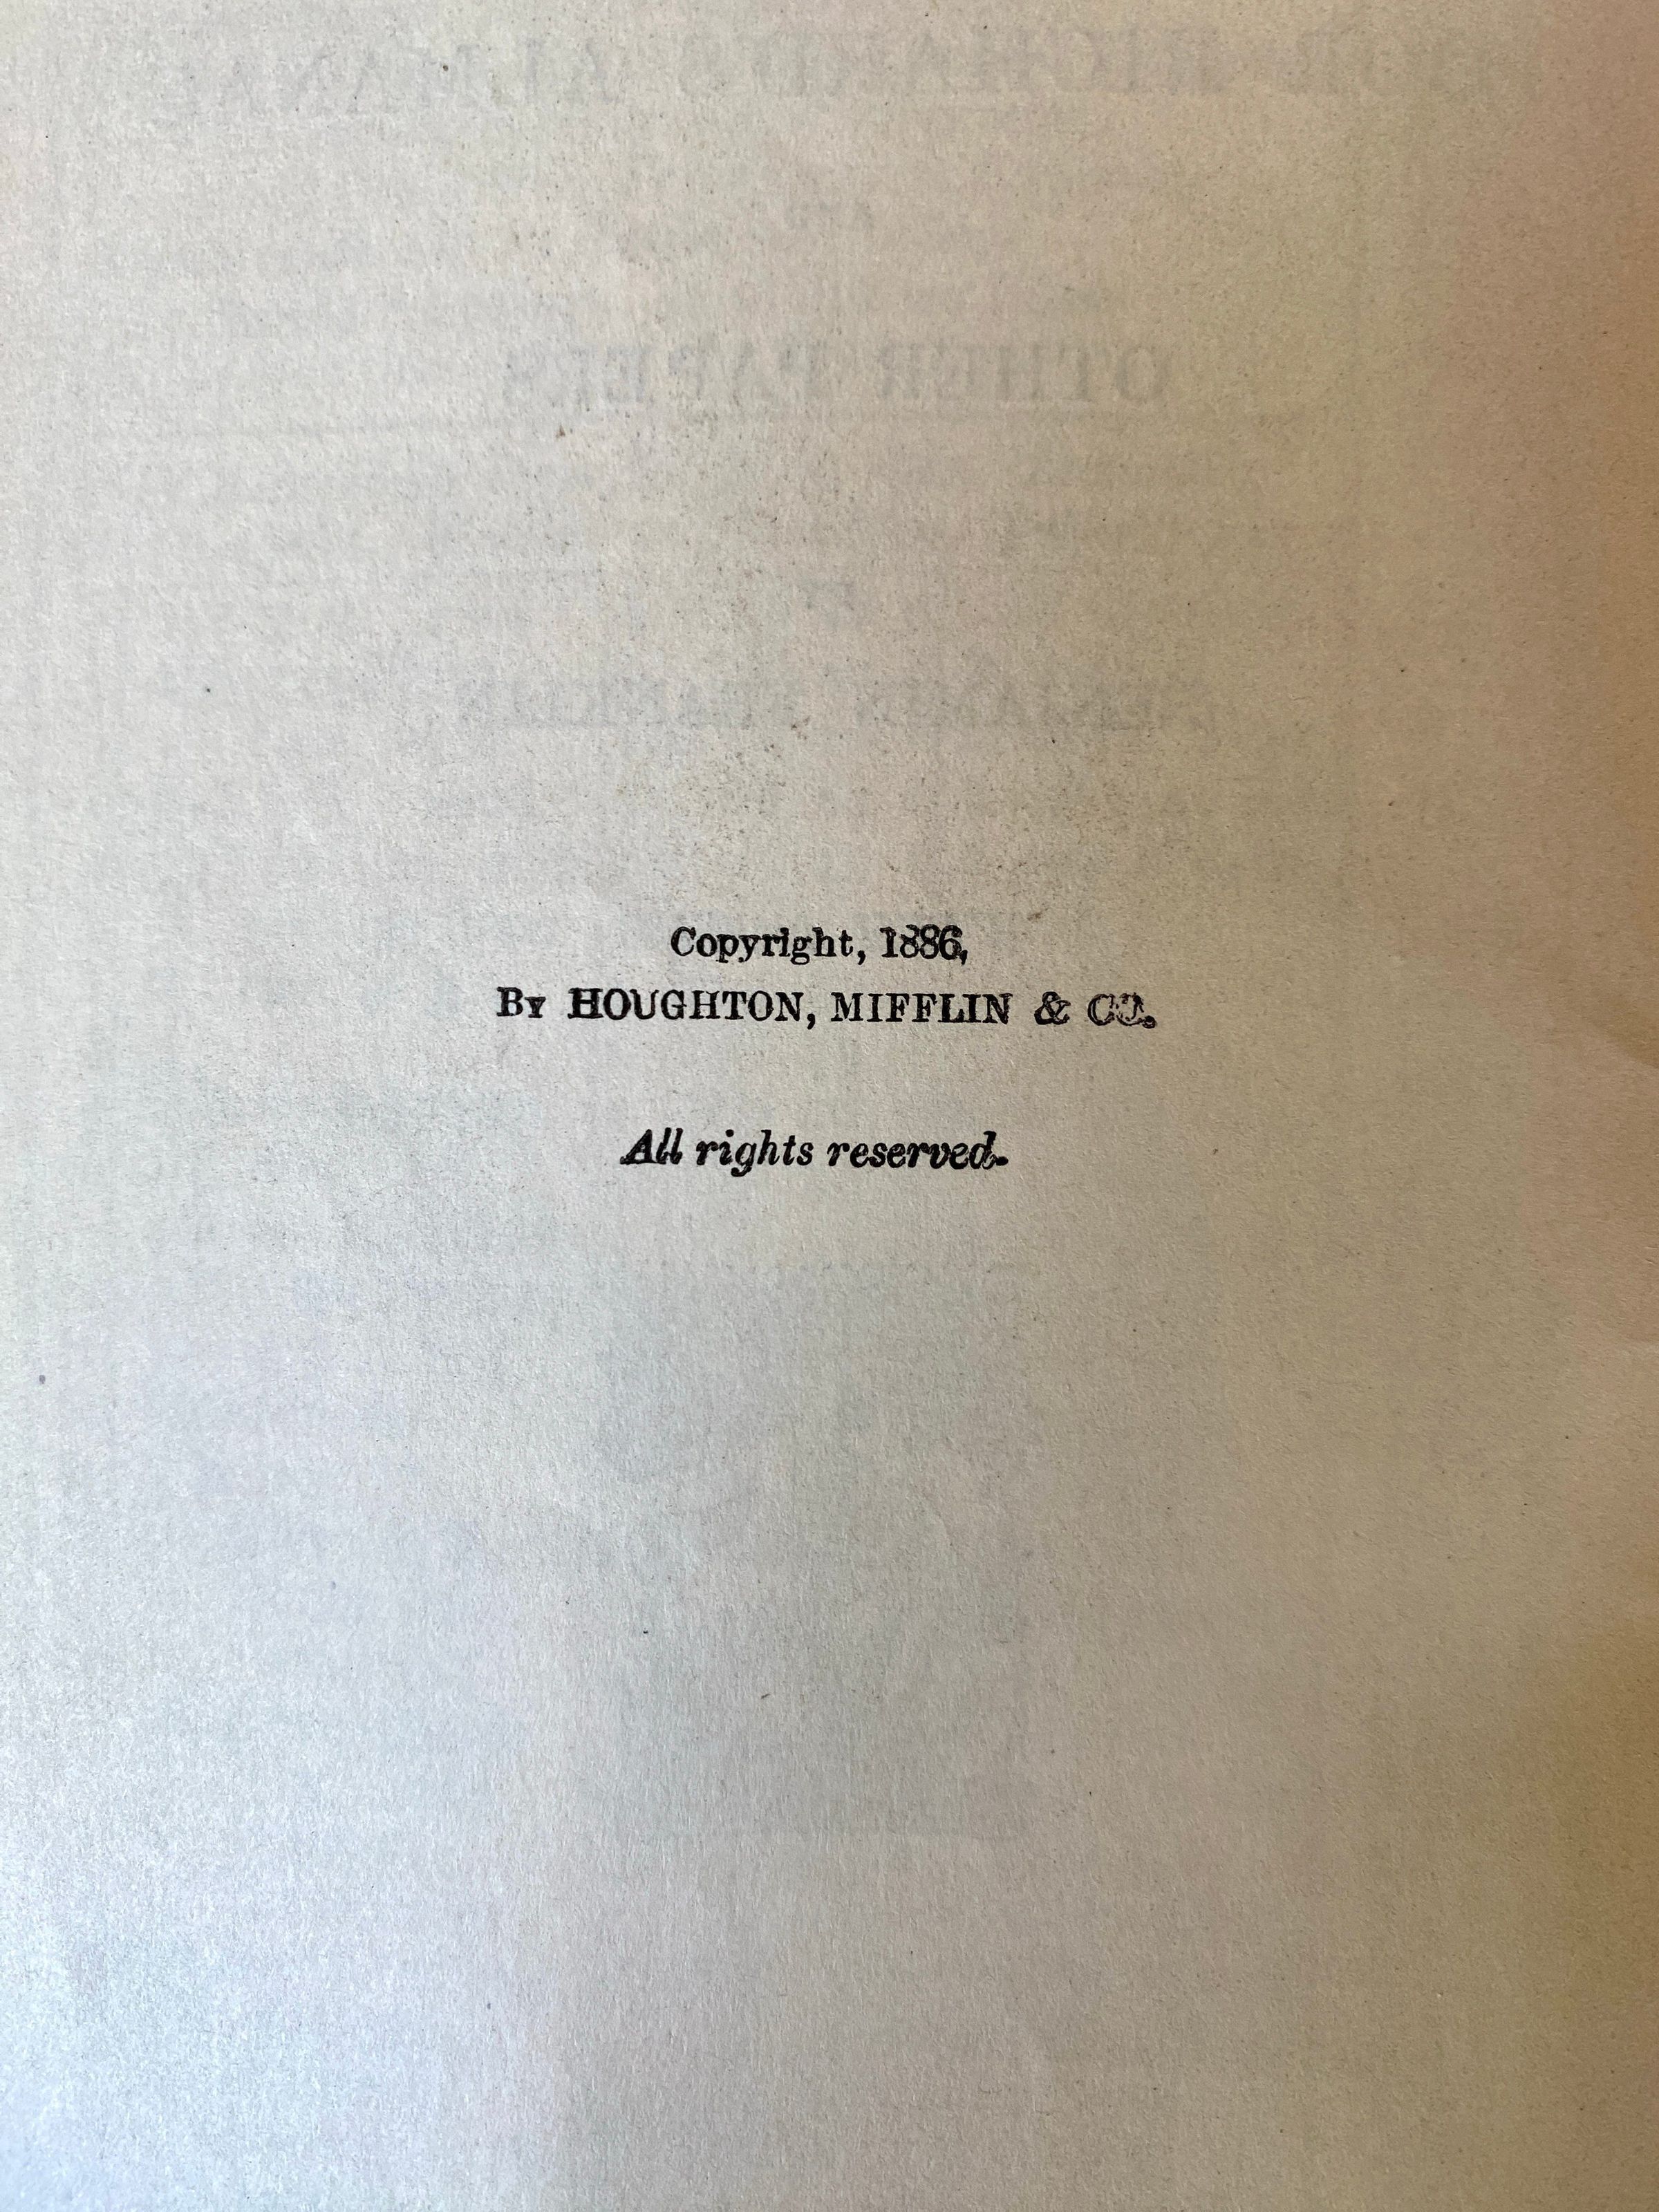 Copyright, 1886,
By HOUGHTON, MIFFLIN & CO.
All rights reserved.